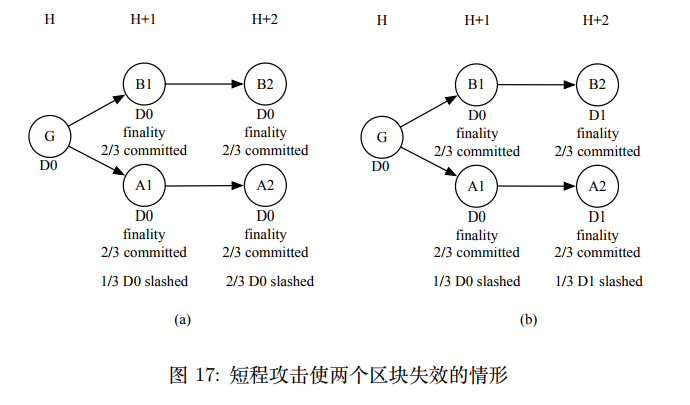 H H+1 H+2 H H+1 H+2
B1 B2 B1 B2
D0 D0 D0 D1
finality finality finality finality
G G
2/3 committed 2/3 committed 2/3 committed 2/3 committed
D0 D0
A1 A2 A1 A2
D0 D0 D0 D1
finality finality finality finality
2/3 committed 2/3 committed 2/3 committed 2/3 committed
1/3 D0 slashed 2/3 D0 slashed 1/3 D0 slashed 1/3 D1 slashed
(a) (b)
图 17: 短程攻击使两个区块失效的情形